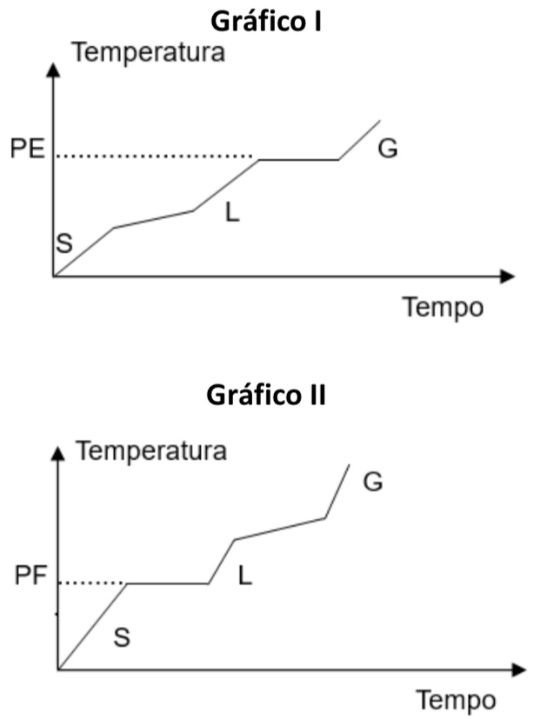 Gráfico I
Temperatura
PE
G
L
S
Tempo
Gráfico II
Temperatura
G
PF
L
S
Tempo